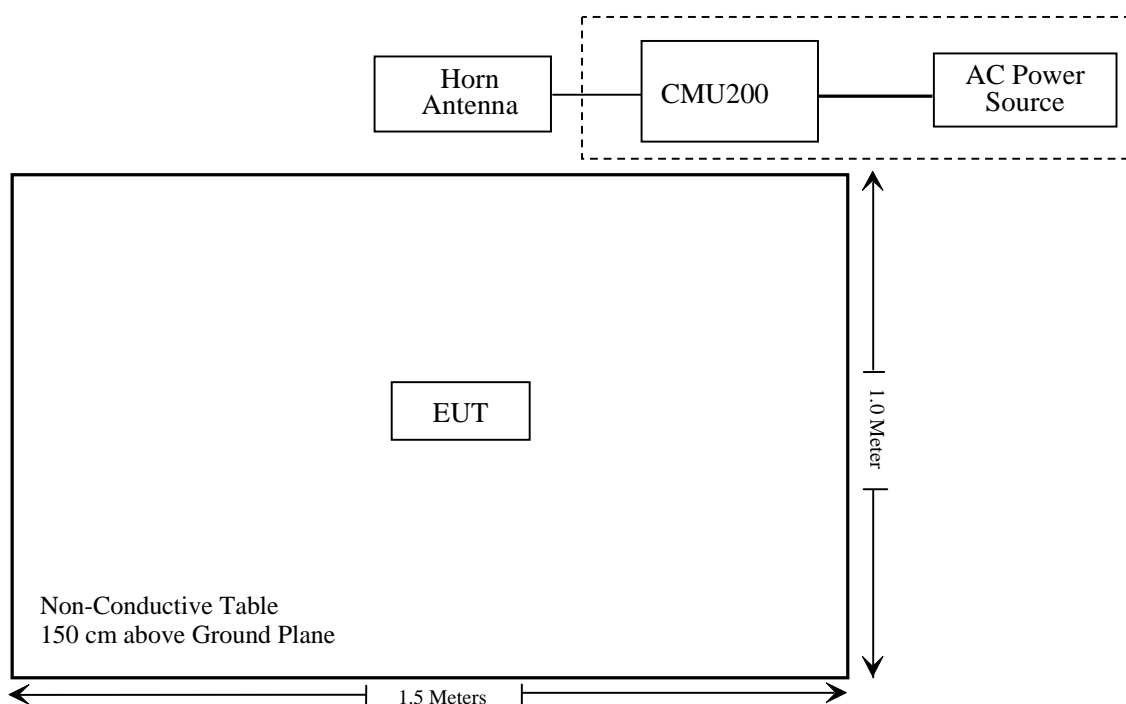 Horn
Antenna
CMU200
AC Power
Source
EUT
1.0 Meter
Non-Conductive Table
150 cm above Ground Plane
1.5 Meters